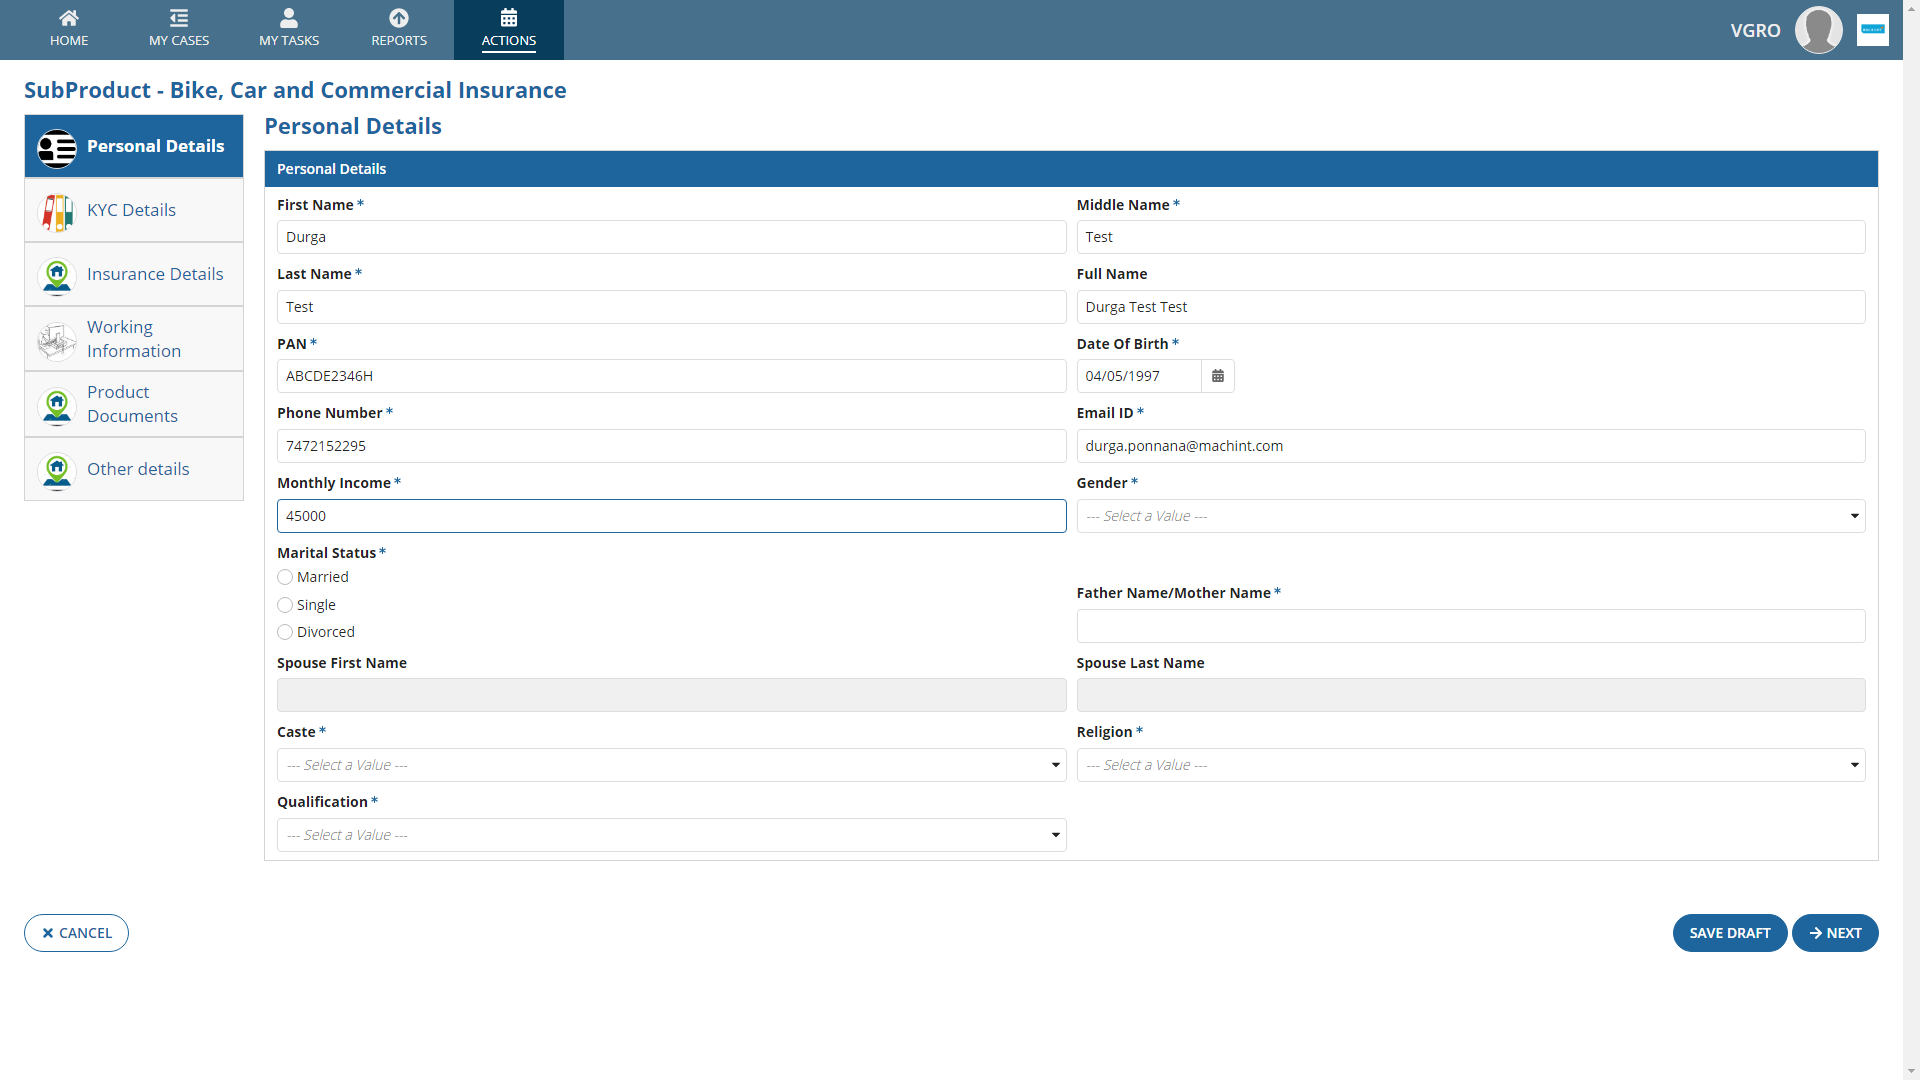 HOME
MY CASES
MY TASKS
REPORTS
ACTIONS
VGRO
SubProduct - Bike, Car and Commercial Insurance
Personal Details
KYC Details
Insurance Details
Working
Information
Product
Documents
Other details
Personal Details
Personal Details
First Name *
Durga
Middle Name *
Test
Last Name *
Test
Full Name
Durga Test Test
PAN *
ABCDE2346H
Date Of Birth *
04/05/1997
Phone Number *
7472152295
Email ID *
durga.ponnana@machint.com
Monthly Income *
45000
Gender *
--- Select a Value ---
Marital Status *
Married
Single
Divorced
Father Name/Mother Name *
Spouse First Name
Spouse Last Name
Caste *
--- Select a Value ---
Religion *
--- Select a Value ---
Qualification *
--- Select a Value ---
CANCEL
SAVE DRAFT
NEXT